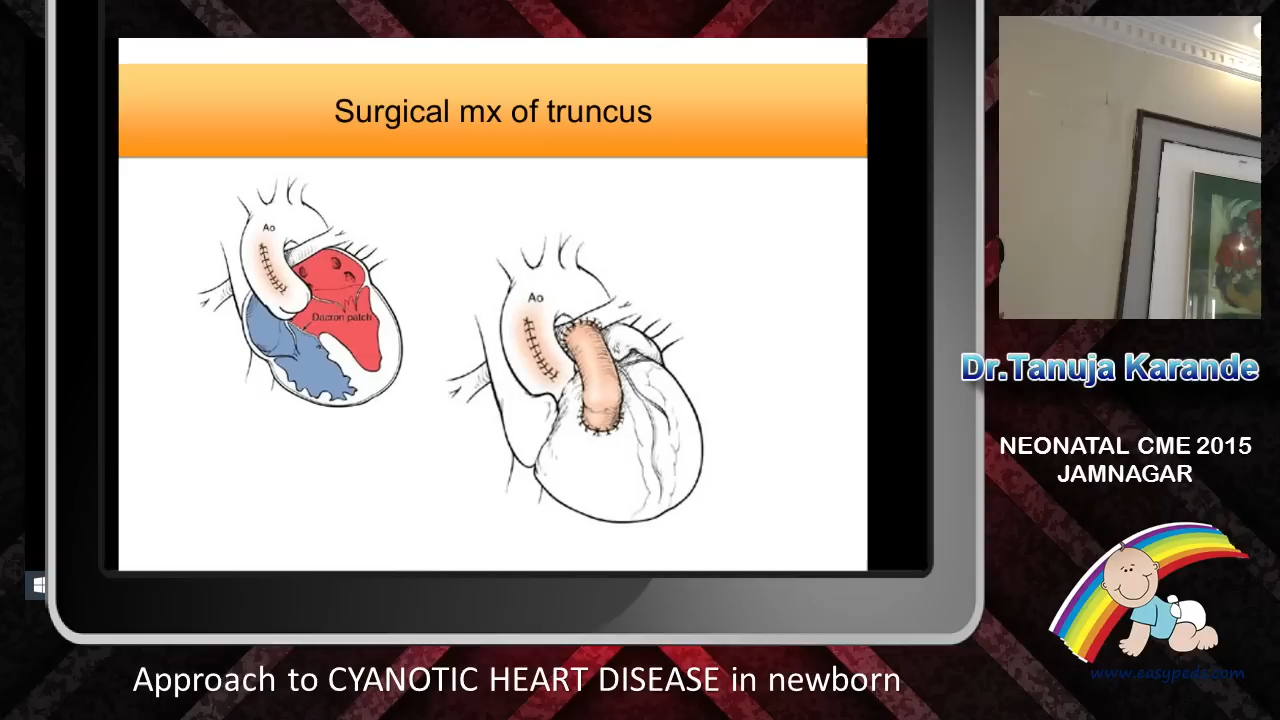 Surgical mx of truncus
Ao
Dacron patch
Ao
Dr.Tanuja Karande
NEONATAL CME 2015
JAMNAGAR
www.easypeds.com
Approach to CYANOTIC HEART DISEASE in newborn